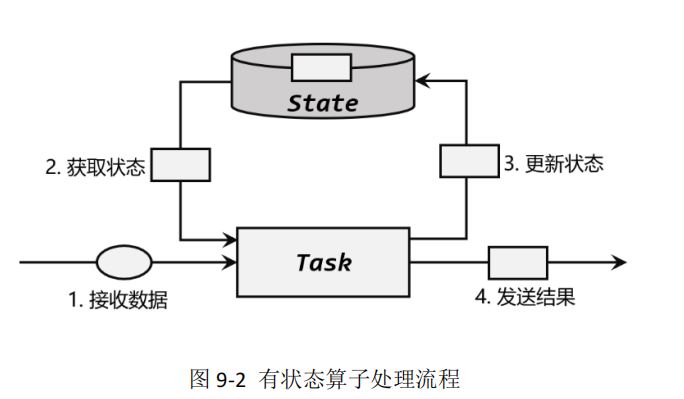 State
2. 获取状态
3. 更新状态
Task
1. 接收数据
4. 发送结果
图 9-2 有状态算子处理流程